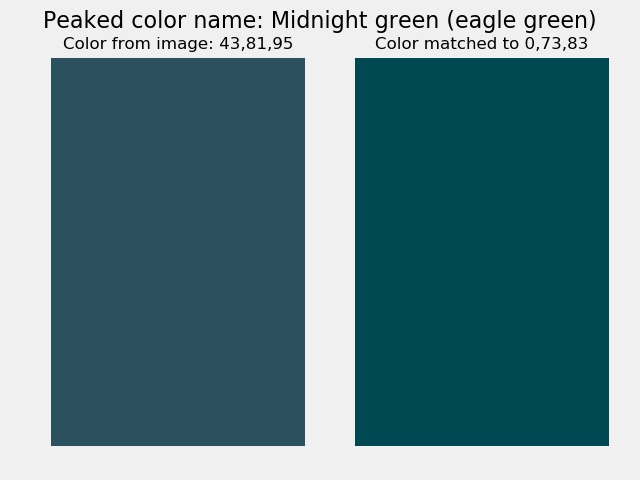 Peaked color name: Midnight green (eagle green)
Color from image: 43,81,95
Color matched to 0,73,83